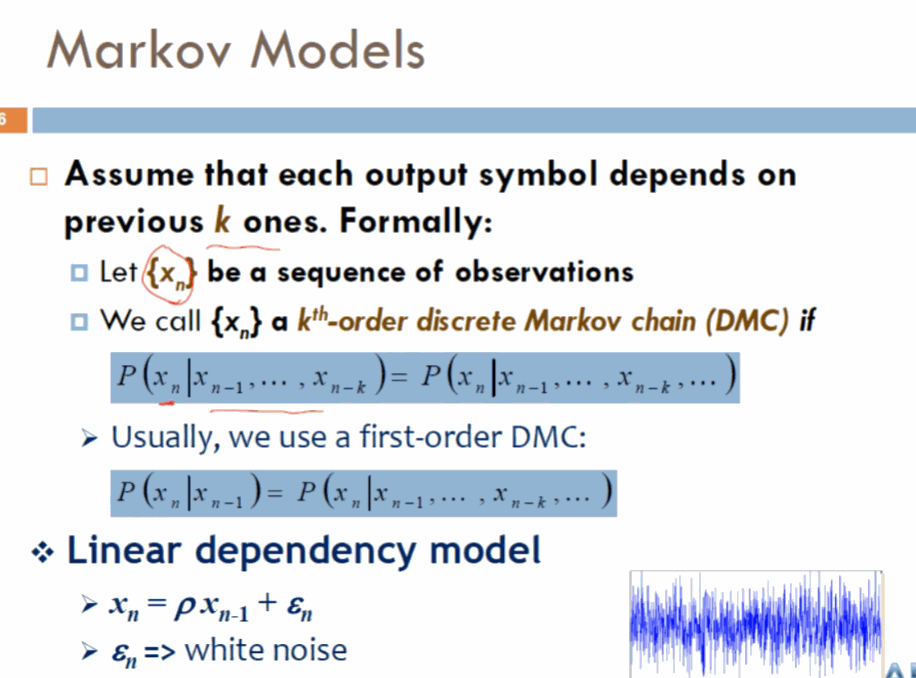 Markov Models
6
Assume that each output symbol depends on
previous k ones. Formally:
Let {xₙ} be a sequence of observations
We call {xₙ} a kᵗʰ-order discrete Markov chain (DMC) if
P(xₙ|xₙ₋₁,... , xₙ₋ₖ) = P(xₙ|xₙ₋₁,... , xₙ₋ₖ,...)
Usually, we use a first-order DMC:
P(xₙ|xₙ₋₁) = P(xₙ|xₙ₋₁,... , xₙ₋ₖ,... )
Linear dependency model
xₙ = ρxₙ₋₁ + εₙ
εₙ => white noise